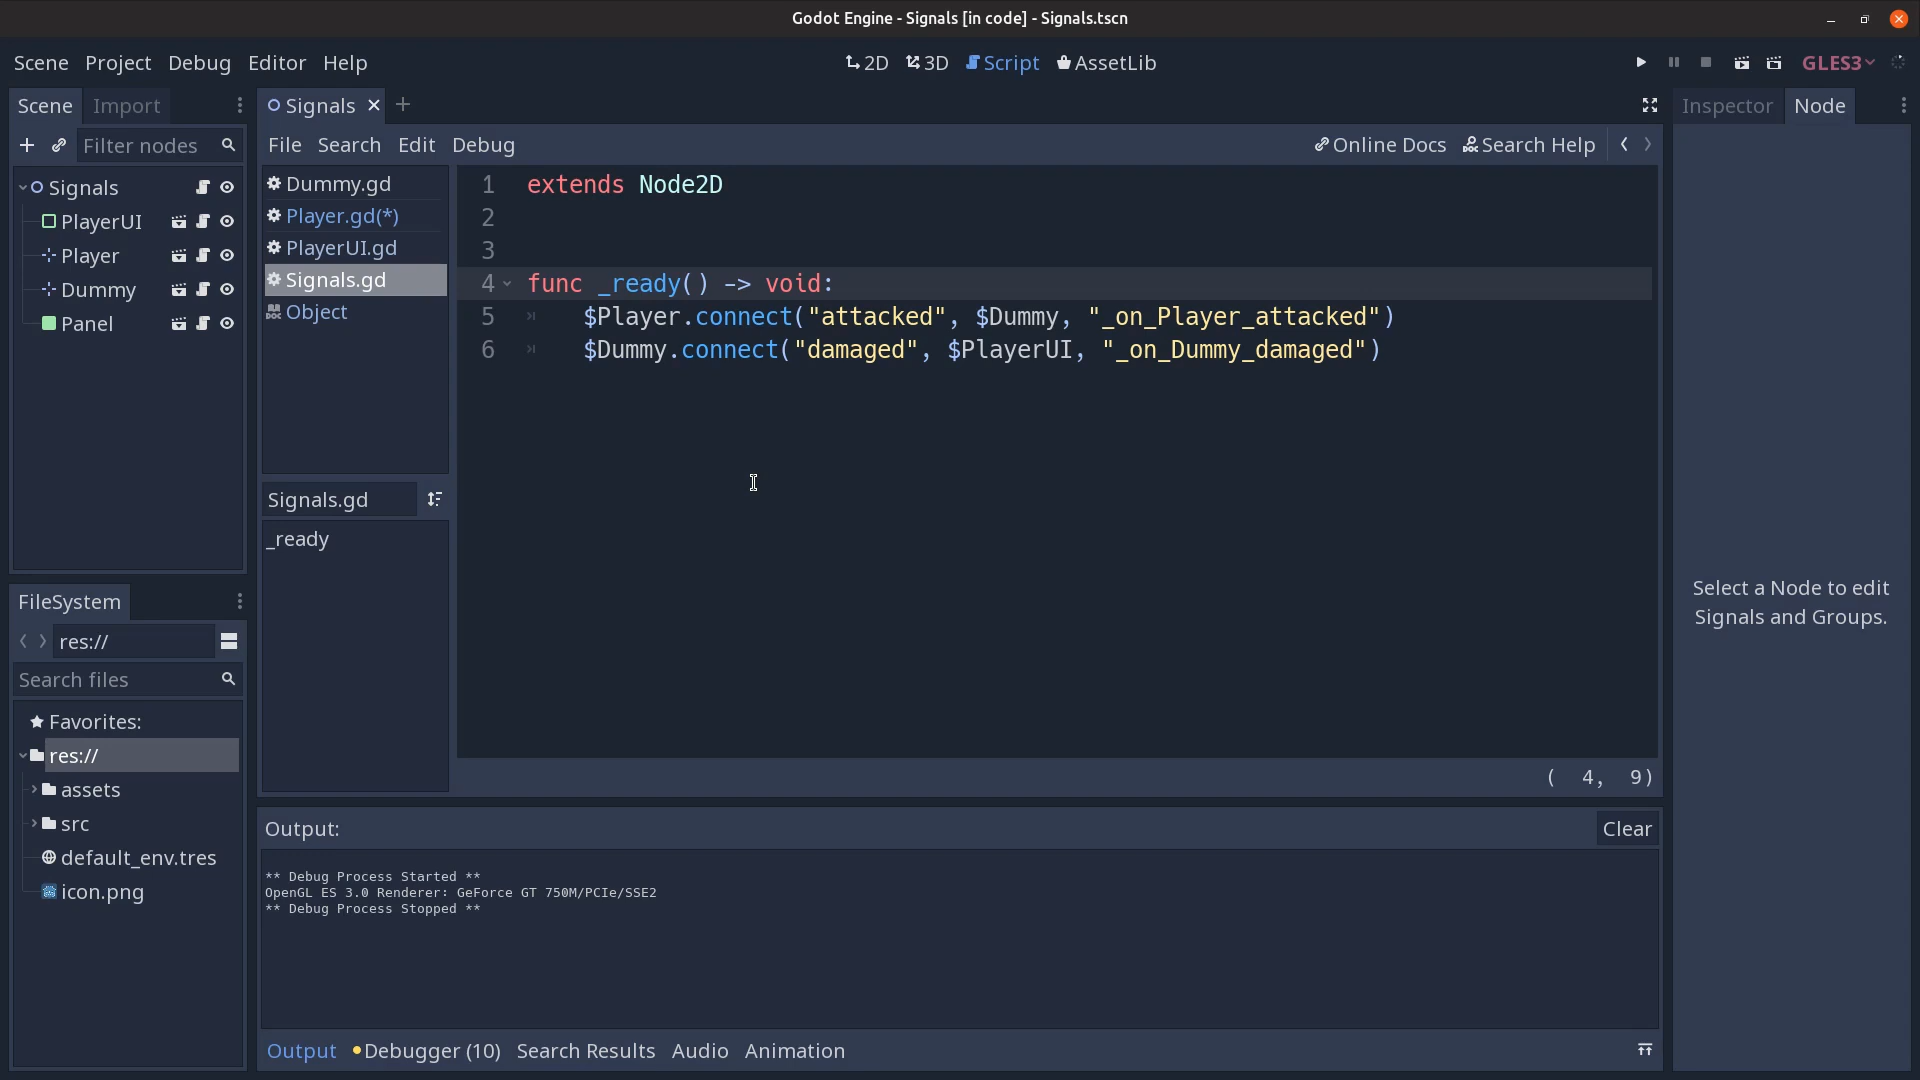 Godot Engine - Signals [in code] - Signals.tscn
Scene Project Debug Editor Help
2D 3D Script AssetLib
GLES3
Scene Import
Filter nodes
Signals
PlayerUI
Player
Dummy
Panel
FileSystem
res://
Search files
Favorites:
res://
assets
src
default_env.tres
icon.png
Signals
File Search Edit Debug
Online Docs Search Help
Dummy.gd
Player.gd(*)
PlayerUI.gd
Signals.gd
Object
Signals.gd
_ready
1 extends Node2D
2
3
4 func _ready() -> void:
5 $Player.connect("attacked", $Dummy, "_on_Player_attacked")
6 $Dummy.connect("damaged", $PlayerUI, "_on_Dummy_damaged")
( 4, 9)
Output:
Clear
** Debug Process Started **
OpenGL ES 3.0 Renderer: GeForce GT 750M/PCIe/SSE2
** Debug Process Stopped **
Output Debugger (10) Search Results Audio Animation
Inspector Node
Select a Node to edit
Signals and Groups.